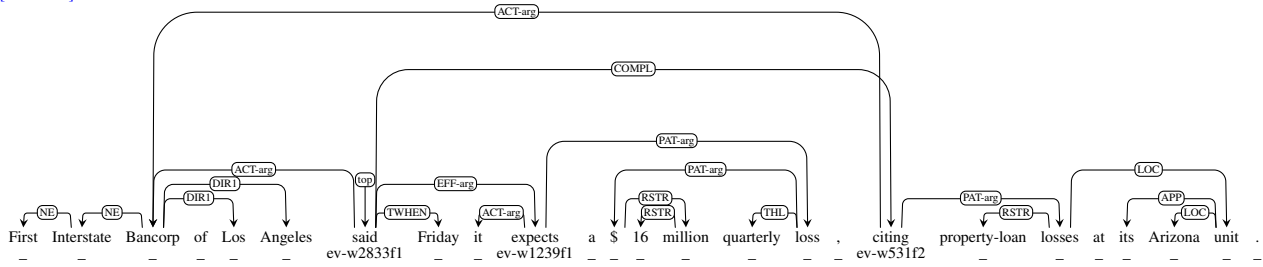 ACT-arg
COMPL
PAT-arg
ACT-arg top DIR1 EFF-arg PAT-arg LOC
NE NE DIR1 TWHEN ACT-arg RSTR RSTR THL PAT-arg RSTR APP LOC
First Interstate Bancorp of Los Angeles said Friday it expects a $ 16 million quarterly loss , citing property-loan losses at its Arizona unit .
_ _ _ _ _ _ ev-w2833f1 _ _ ev-w1239f1 _ _ _ _ _ _ _ ev-w531f2 _ _ _ _ _ _ _